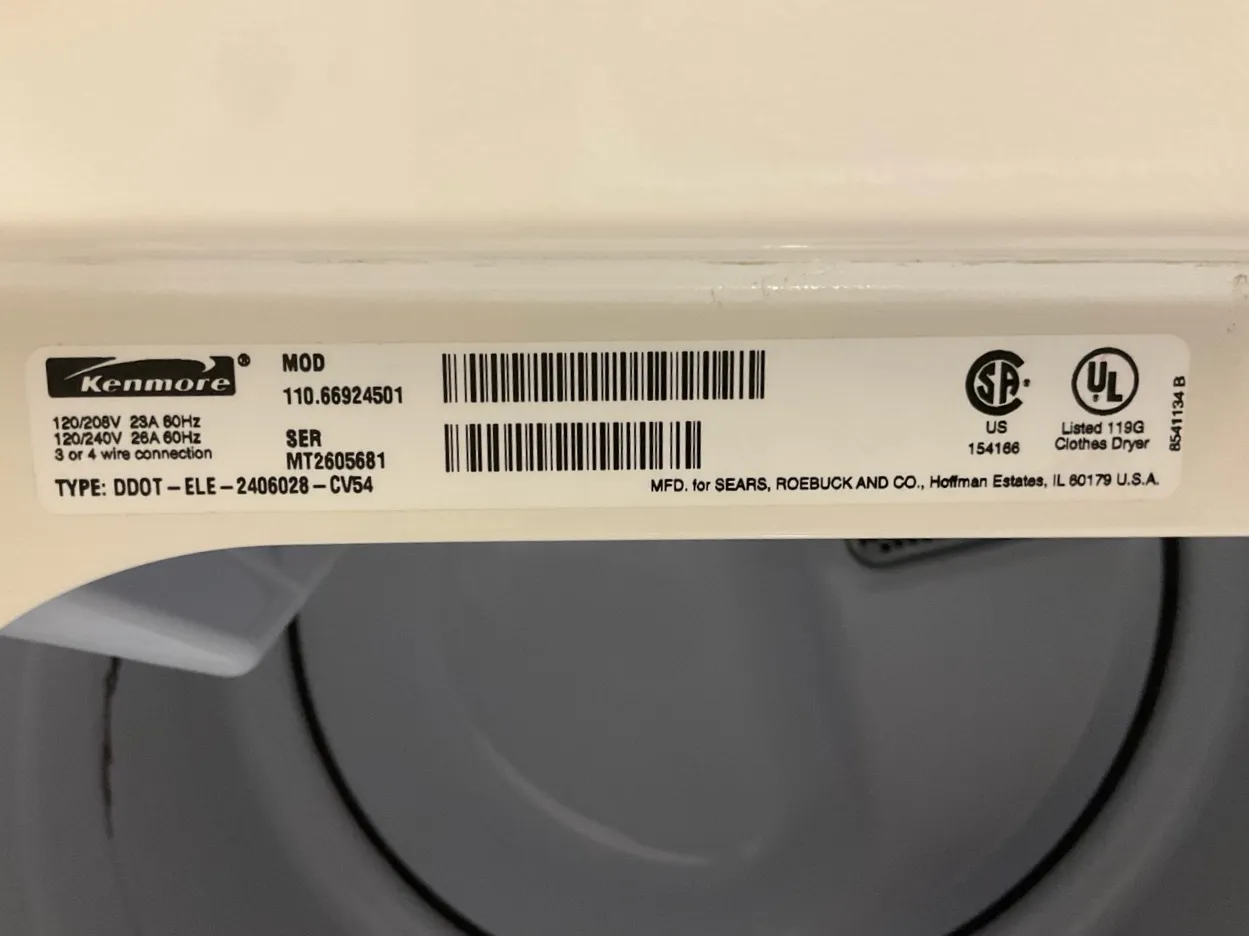 Kenmore®
120/208V 23A 60Hz
120/240V 26A 60Hz
3 or 4 wire connection
TYPE: DDOT-ELE-2406028-CV54
MOD
110.66924501
SER
MT2605681
SA
US
154166
UL
Listed 119G
Clothes Dryer
8541134 B
MFD. for SEARS, ROEBUCK AND CO., Hoffman Estates, IL 60179 U.S.A.